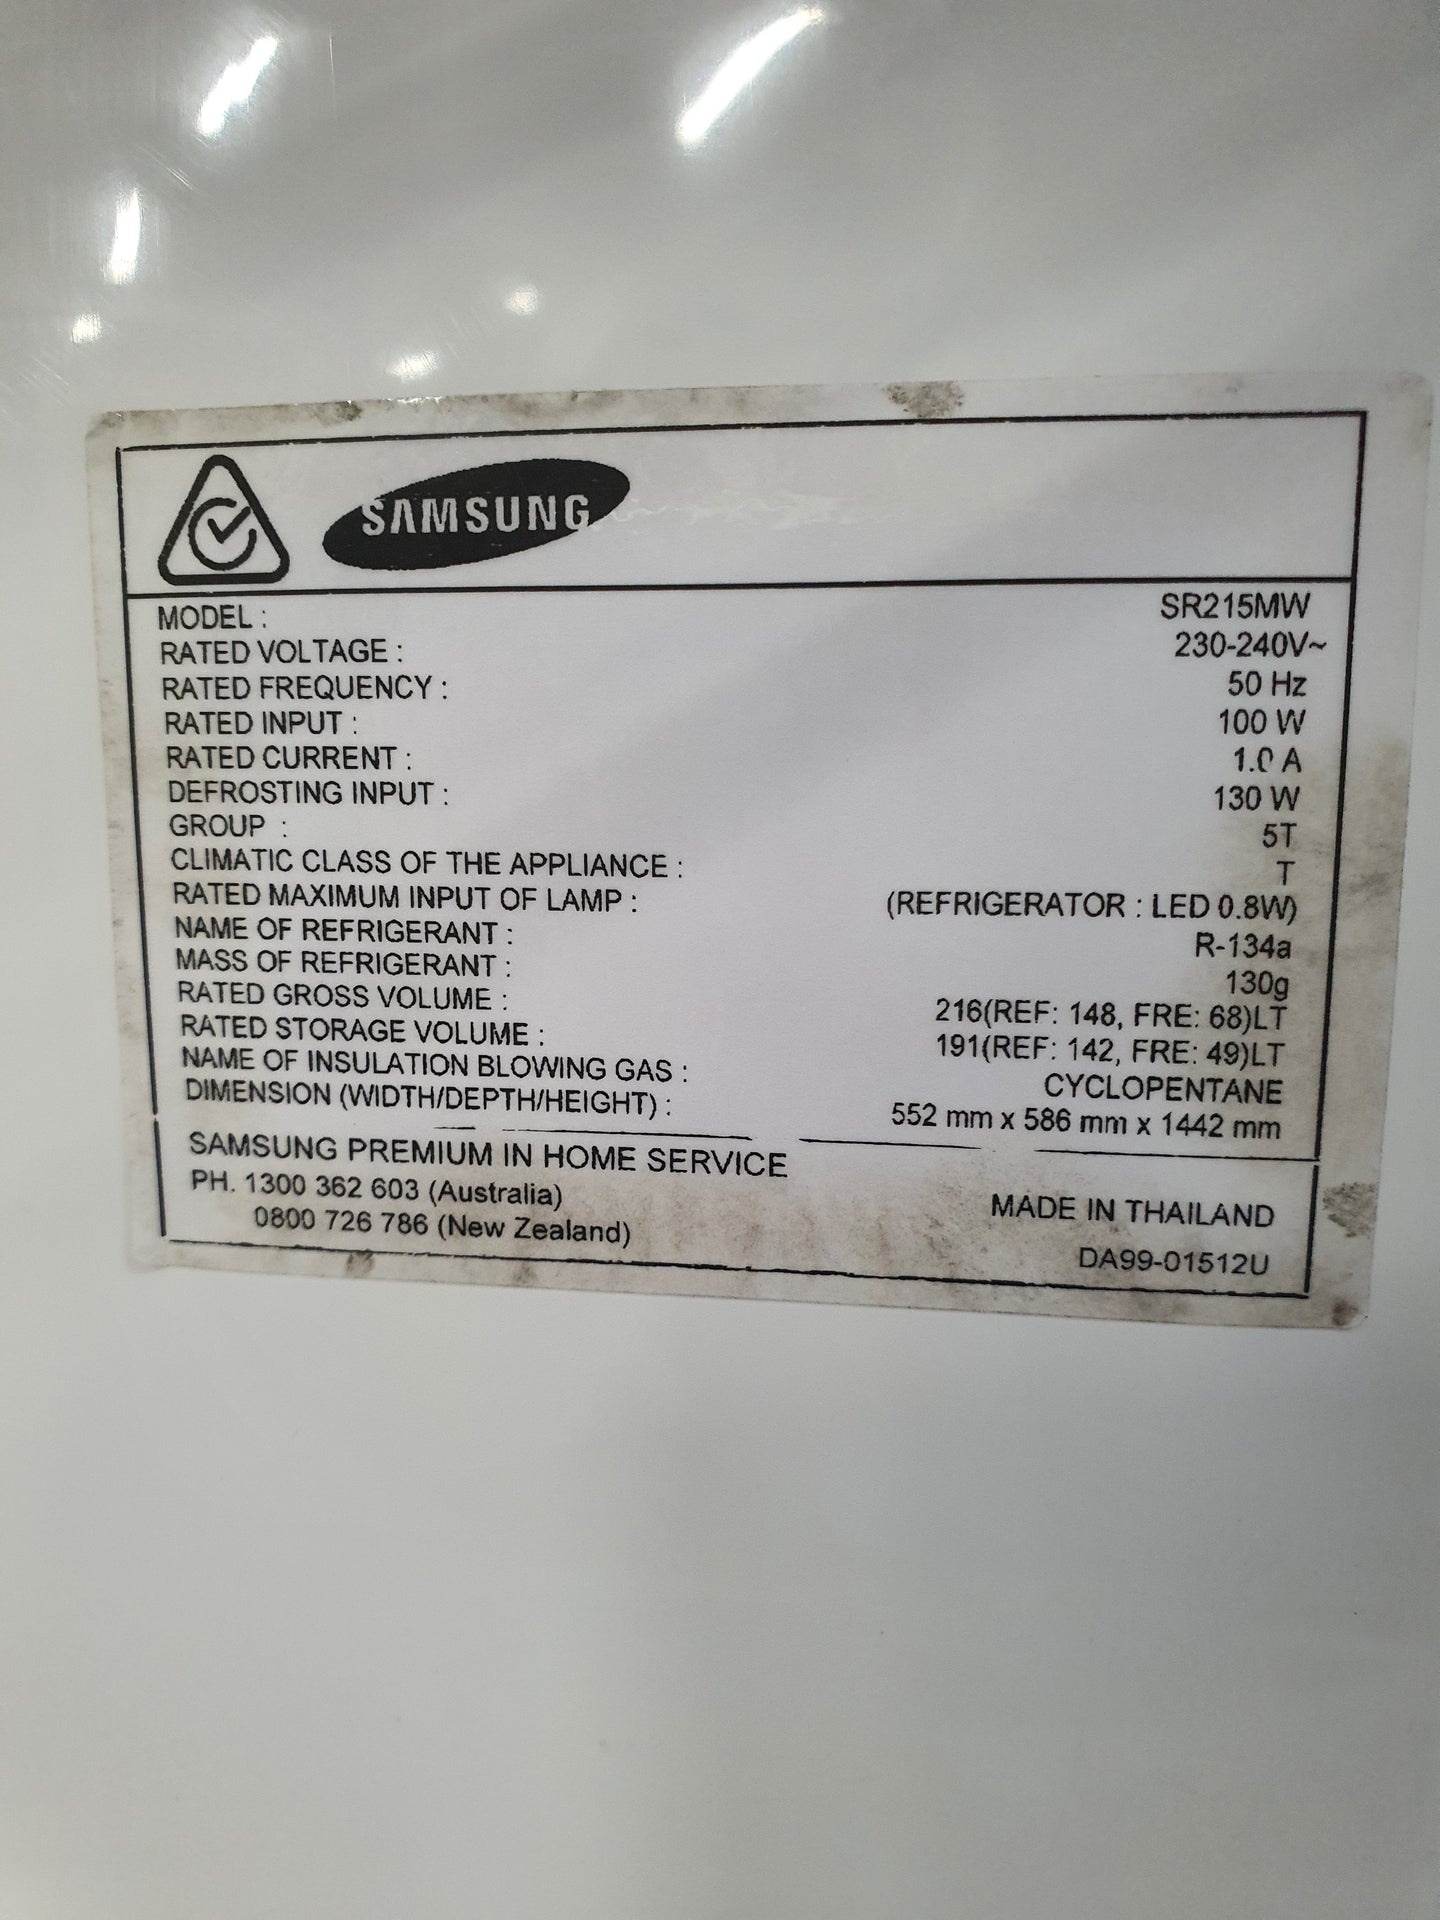 SAMSUNG
MODEL : SR215MW
RATED VOLTAGE : 230-240V~
RATED FREQUENCY : 50 Hz
RATED INPUT : 100 W
RATED CURRENT : 1.0 A
DEFROSTING INPUT : 130 W
GROUP : 5T
CLIMATIC CLASS OF THE APPLIANCE : T
RATED MAXIMUM INPUT OF LAMP : (REFRIGERATOR : LED 0.8W)
NAME OF REFRIGERANT : R-134a
MASS OF REFRIGERANT : 130g
RATED GROSS VOLUME : 216(REF: 148, FRE: 68)LT
RATED STORAGE VOLUME : 191(REF: 142, FRE: 49)LT
NAME OF INSULATION BLOWING GAS : CYCLOPENTANE
DIMENSION (WIDTH/DEPTH/HEIGHT) : 552 mm x 586 mm x 1442 mm
SAMSUNG PREMIUM IN HOME SERVICE
PH. 1300 362 603 (Australia)
0800 726 786 (New Zealand)
MADE IN THAILAND
DA99-01512U